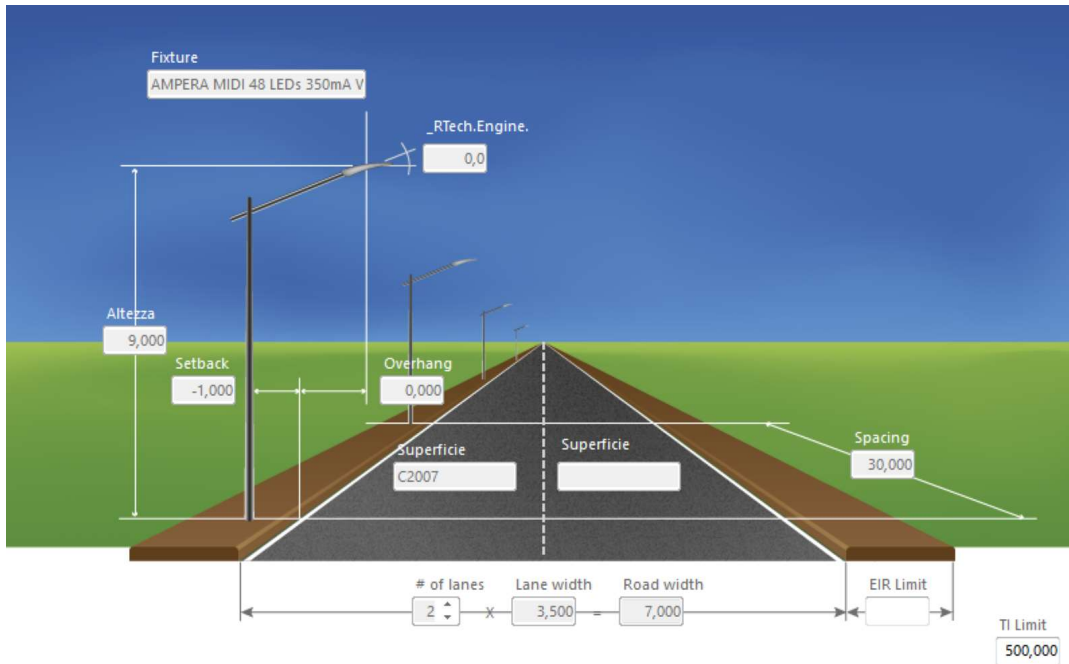 Fixture
AMPERA MIDI 48 LEDs 350mA V
_RTech.Engine.
0,0
Altezza
9,000
Setback
-1,000
Overhang
0,000
Superficie
C2007
Superficie
Spacing
30,000
# of lanes
2
X
Lane width
3,500
=
Road width
7,000
EIR Limit
TI Limit
500,000